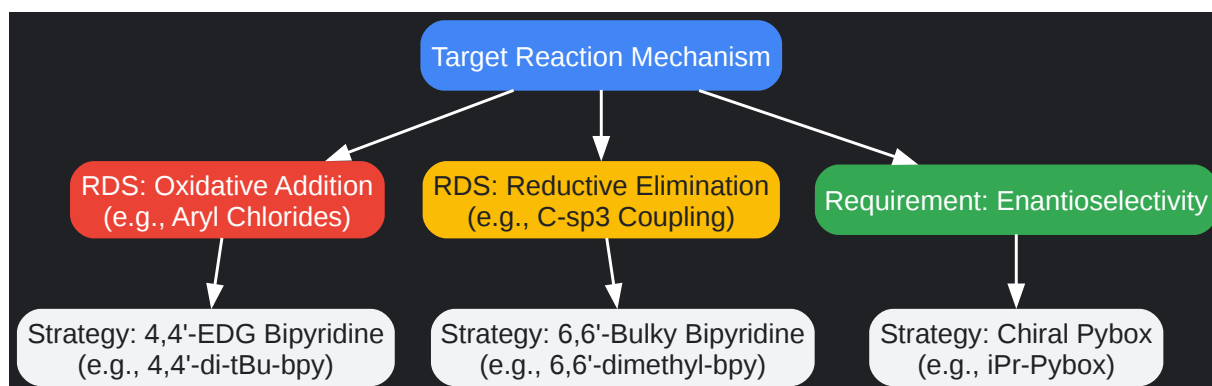 Target Reaction Mechanism
RDS: Oxidative Addition
(e.g., Aryl Chlorides)
RDS: Reductive Elimination
(e.g., C-sp3 Coupling)
Requirement: Enantioselectivity
Strategy: 4,4'-EDG Bipyridine
(e.g., 4,4'-di-tBu-bpy)
Strategy: 6,6'-Bulky Bipyridine
(e.g., 6,6'-dimethyl-bpy)
Strategy: Chiral Pybox
(e.g., iPr-Pybox)